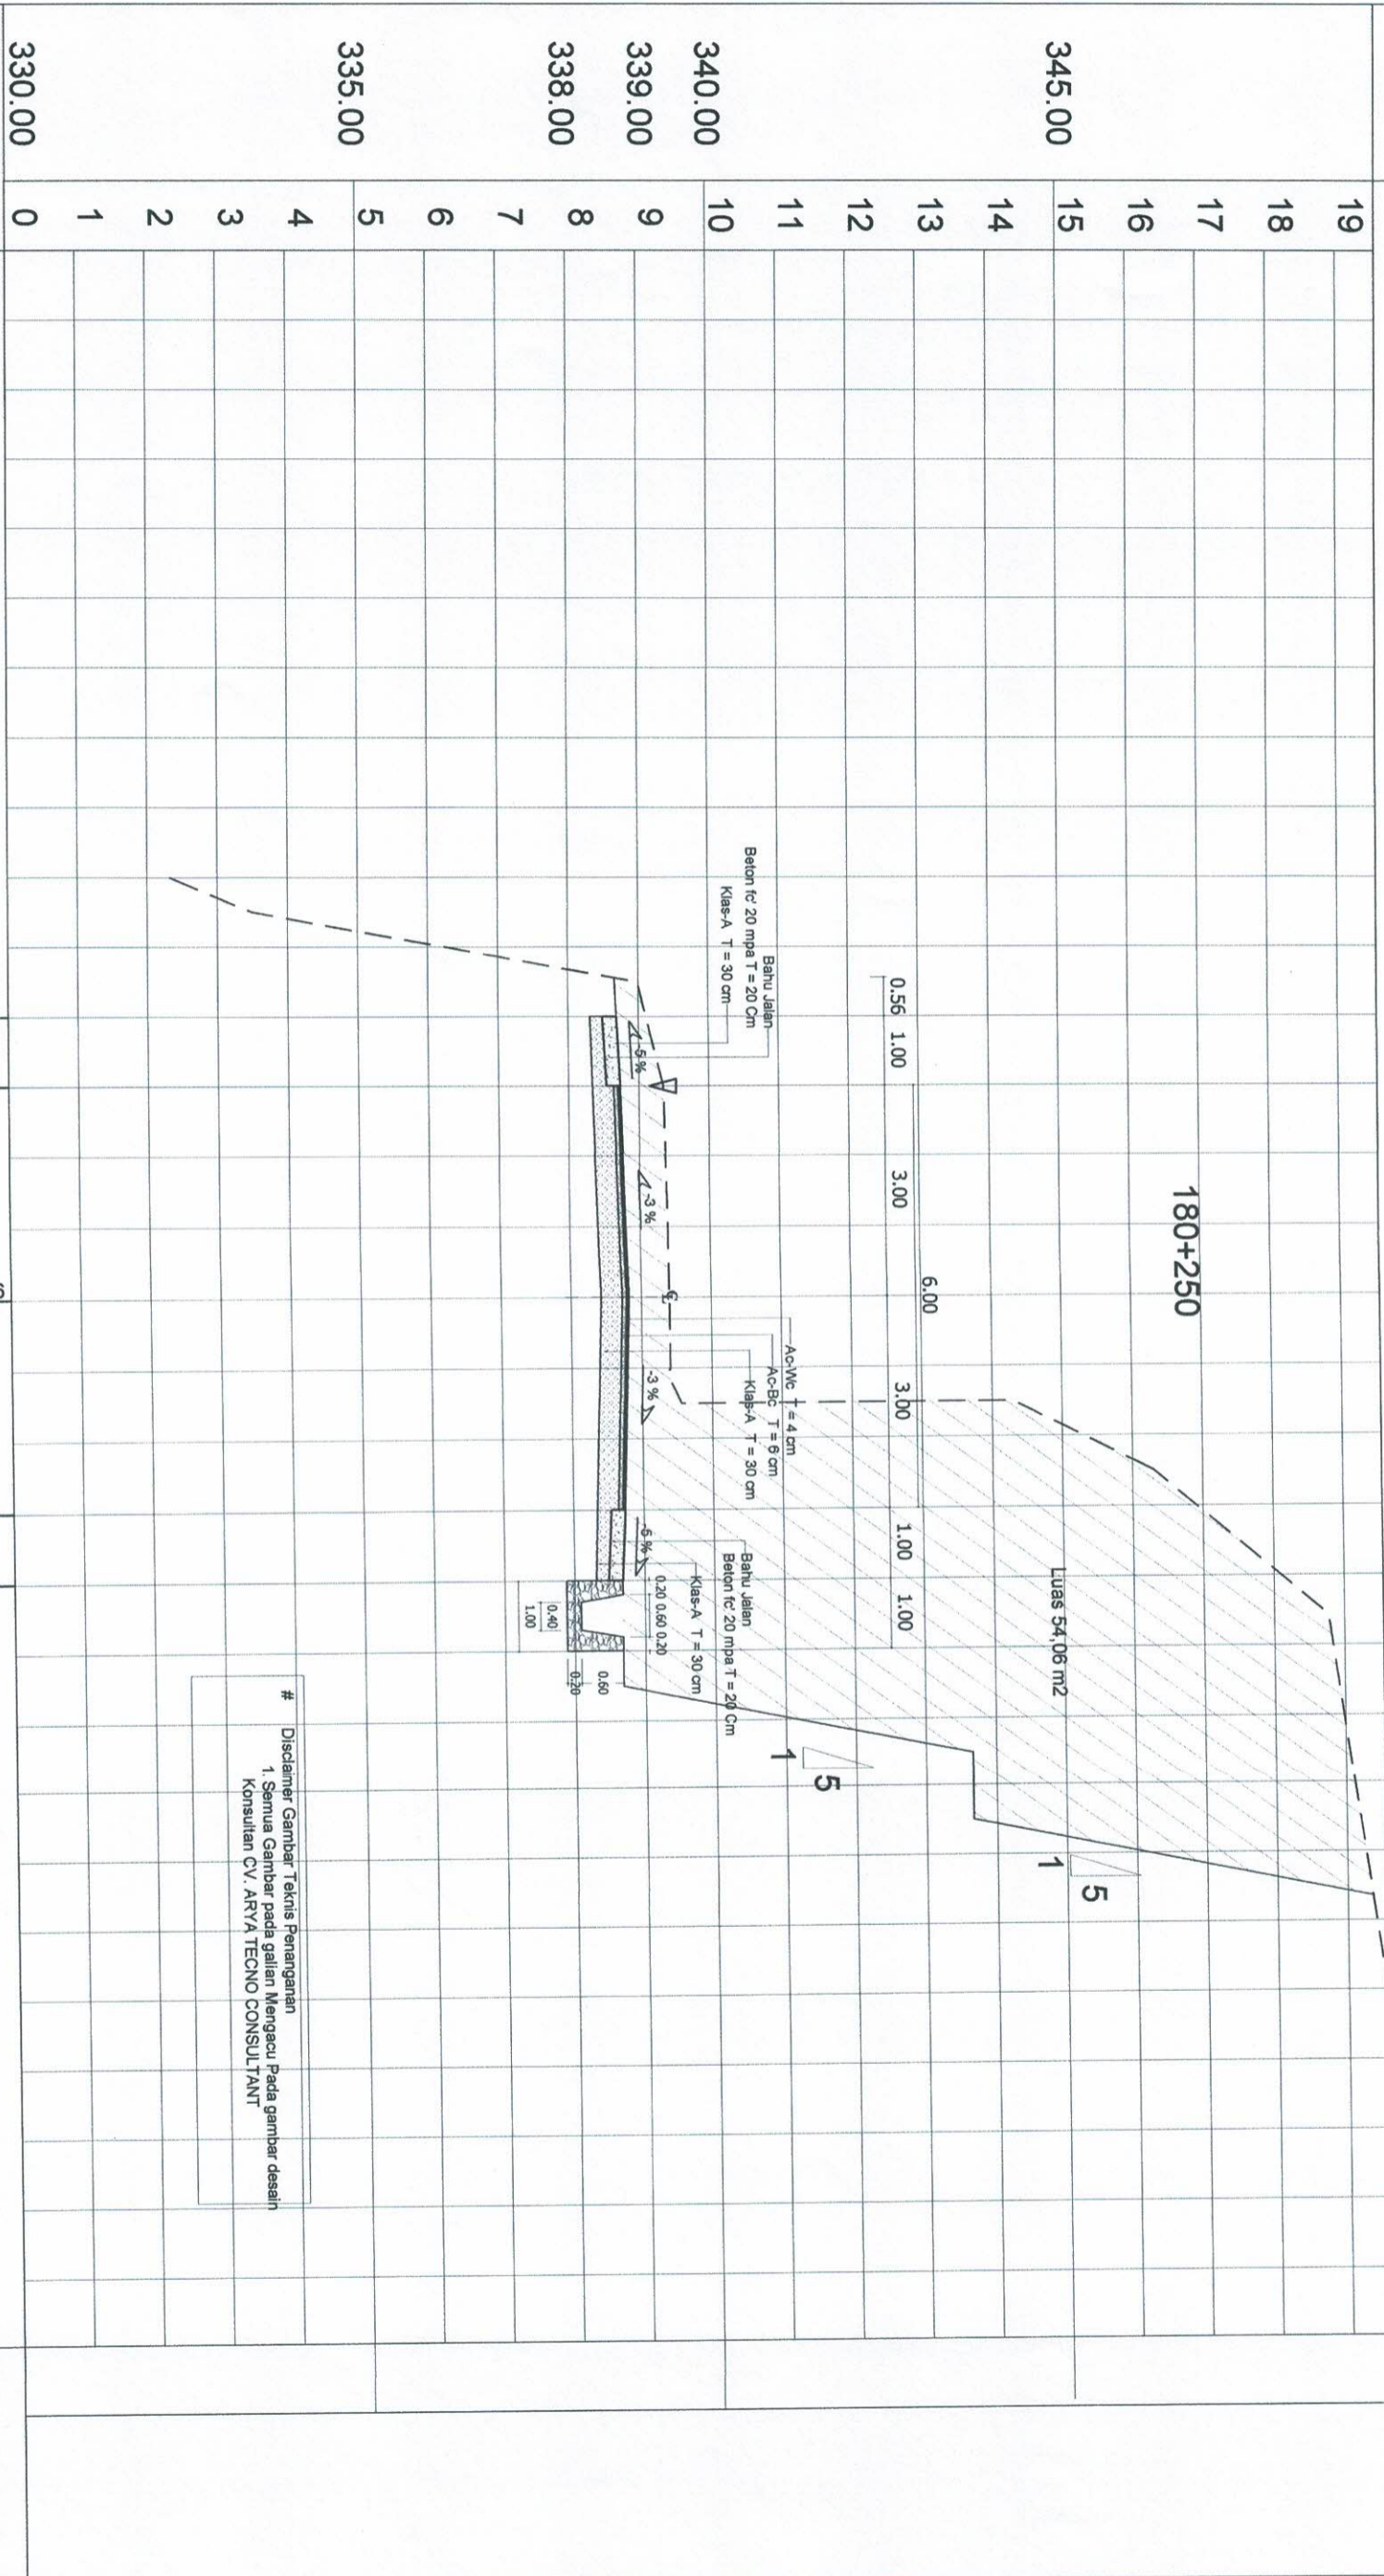 345.00
340.00
339.00
338.00
335.00
330.00
19
18
17
16
15
14
13
12
11
10
9
8
7
6
5
4
3
2
1
0
180+250
6.00
0.56 1.00 3.00 3.00 1.00 1.00
Luas 54,06 m2
Bahu Jalan
Beton fc' 20 mpa T = 20 Cm
Klas-A T = 30 cm
Ac-Wc T = 4 cm
Ac-Bc T = 6 cm
Klas-A T = 30 cm
Bahu Jalan
Beton fc' 20 mpa T = 20 Cm
Klas-A T = 30 cm
-5 %
-3 %
-3 %
-5 %
0.20 0.60 0.20
0.60
0.20
0.40
1.00
5
1
5
1
# Disclaimer Gambar Teknis Penanganan
1. Semua Gambar pada galian Mengacu Pada gambar desain
Konsultan CV. ARYA TECNO CONSULTANT